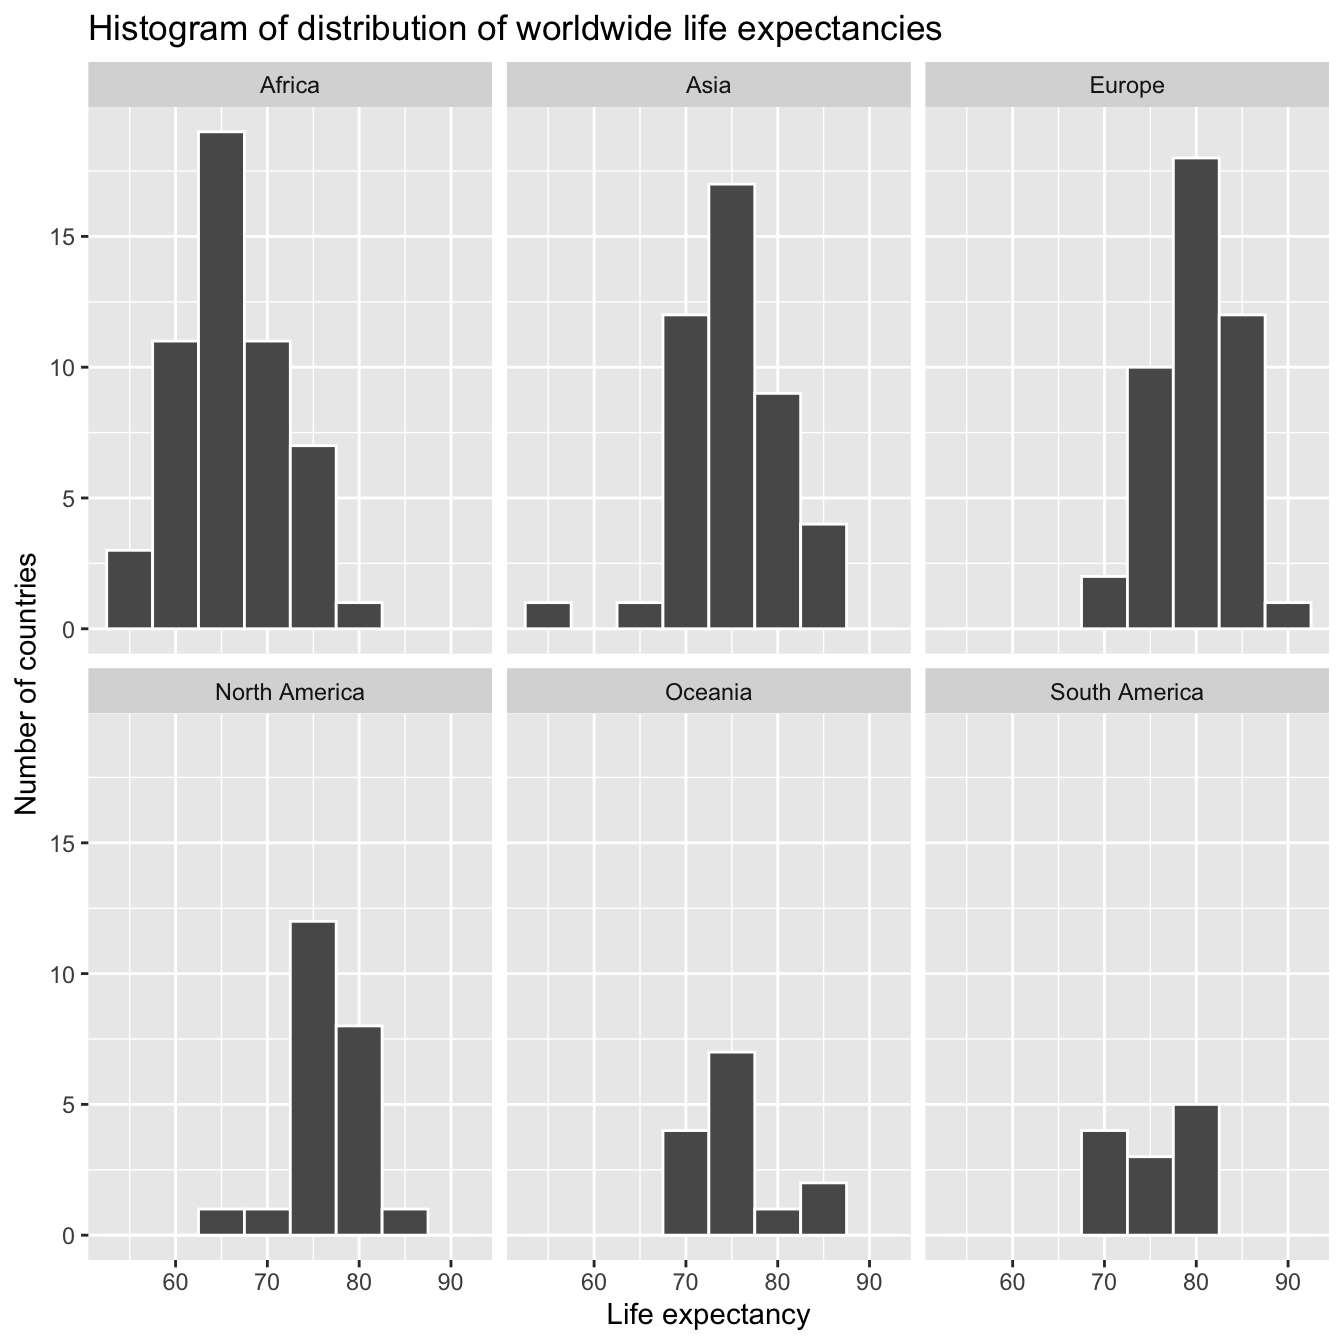 Histogram of distribution of worldwide life expectancies
Africa
Asia
Europe
15
10
5
0
North America
Oceania
South America
15
10
5
0
60 70 80 90
60 70 80 90
60 70 80 90
Life expectancy
Number of countries